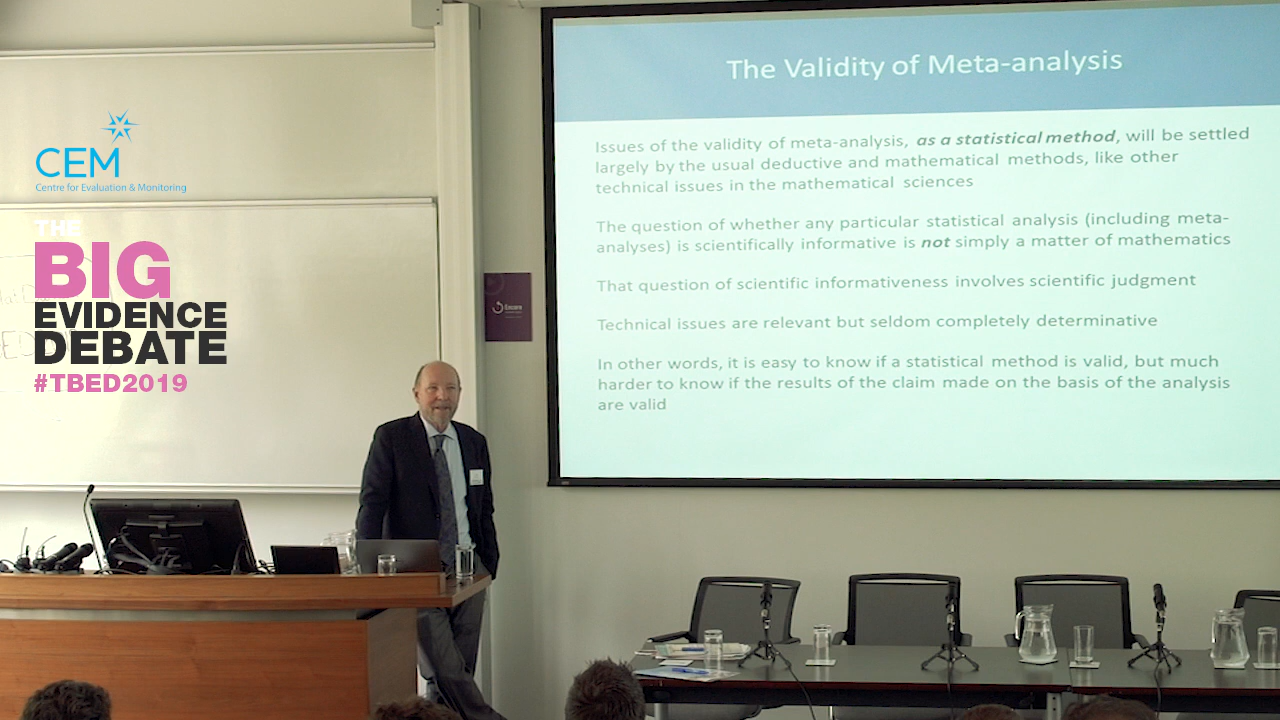 CEM
Centre for Evaluation & Monitoring
THE
BIG
EVIDENCE
DEBATE
#TBED2019
The Validity of Meta-analysis
Issues of the validity of meta-analysis, as a statistical method, will be settled
largely by the usual deductive and mathematical methods, like other
technical issues in the mathematical sciences
The question of whether any particular statistical analysis (including meta-
analyses) is scientifically informative is not simply a matter of mathematics
That question of scientific informativeness involves scientific judgment
Technical issues are relevant but seldom completely determinative
In other words, it is easy to know if a statistical method is valid, but much
harder to know if the results of the claim made on the basis of the analysis
are valid